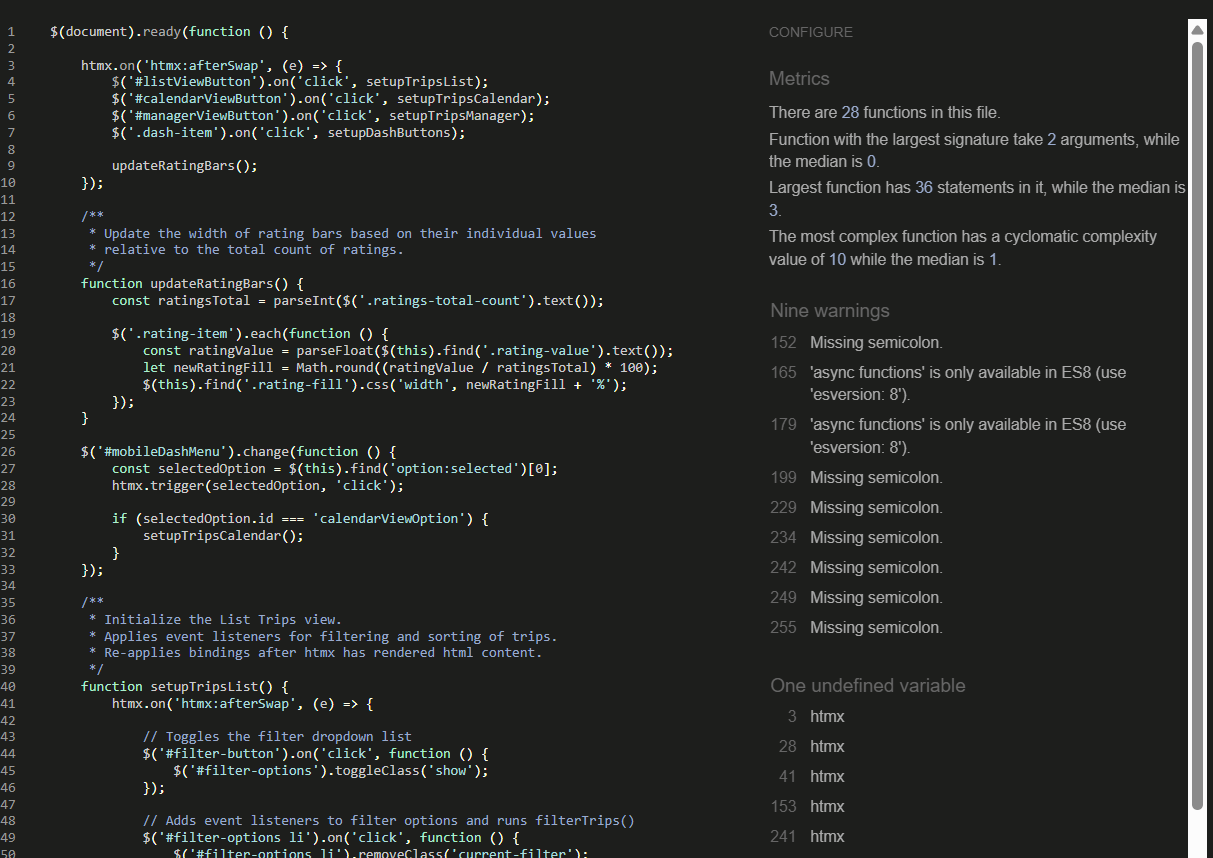 1 $(document).ready(function () {
2
3 htmx.on('htmx:afterSwap', (e) => {
4 $('#listViewButton').on('click', setupTripsList);
5 $('#calendarViewButton').on('click', setupTripsCalendar);
6 $('#managerViewButton').on('click', setupTripsManager);
7 $('.dash-item').on('click', setupDashButtons);
8
9 updateRatingBars();
10 });
11
12 /**
13 * Update the width of rating bars based on their individual values
14 * relative to the total count of ratings.
15 */
16 function updateRatingBars() {
17 const ratingsTotal = parseInt($('.ratings-total-count').text());
18
19 $('.rating-item').each(function () {
20 const ratingValue = parseFloat($(this).find('.rating-value').text());
21 let newRatingFill = Math.round((ratingValue / ratingsTotal) * 100);
22 $(this).find('.rating-fill').css('width', newRatingFill + '%');
23 });
24 }
25
26 $('#mobileDashMenu').change(function () {
27 const selectedOption = $(this).find('option:selected')[0];
28 htmx.trigger(selectedOption, 'click');
29
30 if (selectedOption.id === 'calendarViewOption') {
31 setupTripsCalendar();
32 }
33 });
34
35 /**
36 * Initialize the List Trips view.
37 * Applies event listeners for filtering and sorting of trips.
38 * Re-applies bindings after htmx has rendered html content.
39 */
40 function setupTripsList() {
41 htmx.on('htmx:afterSwap', (e) => {
42
43 // Toggles the filter dropdown list
44 $('#filter-button').on('click', function () {
45 $('#filter-options').toggleClass('show');
46 });
47
48 // Adds event listeners to filter options and runs filterTrips()
49 $('#filter-options li').on('click', function () {
50 $('#filter-options li').removeClass('current-filter');
CONFIGURE
Metrics
There are 28 functions in this file.
Function with the largest signature take 2 arguments, while
the median is 0.
Largest function has 36 statements in it, while the median is
3.
The most complex function has a cyclomatic complexity
value of 10 while the median is 1.
Nine warnings
152 Missing semicolon.
165 'async functions' is only available in ES8 (use
'esversion: 8').
179 'async functions' is only available in ES8 (use
'esversion: 8').
199 Missing semicolon.
229 Missing semicolon.
234 Missing semicolon.
242 Missing semicolon.
249 Missing semicolon.
255 Missing semicolon.
One undefined variable
3 htmx
28 htmx
41 htmx
153 htmx
241 htmx